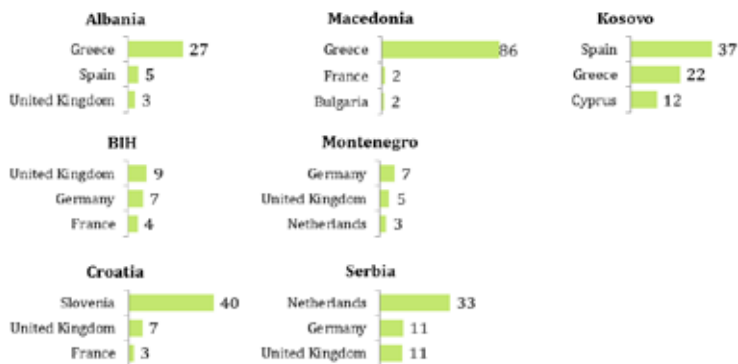 Albania
Greece 27
Spain 5
United Kingdom 3
Macedonia
Greece 86
France 2
Bulgaria 2
Kosovo
Spain 37
Greece 22
Cyprus 12
BIH
United Kingdom 9
Germany 7
France 4
Montenegro
Germany 7
United Kingdom 5
Netherlands 3
Croatia
Slovenia 40
United Kingdom 7
France 3
Serbia
Netherlands 33
Germany 11
United Kingdom 11